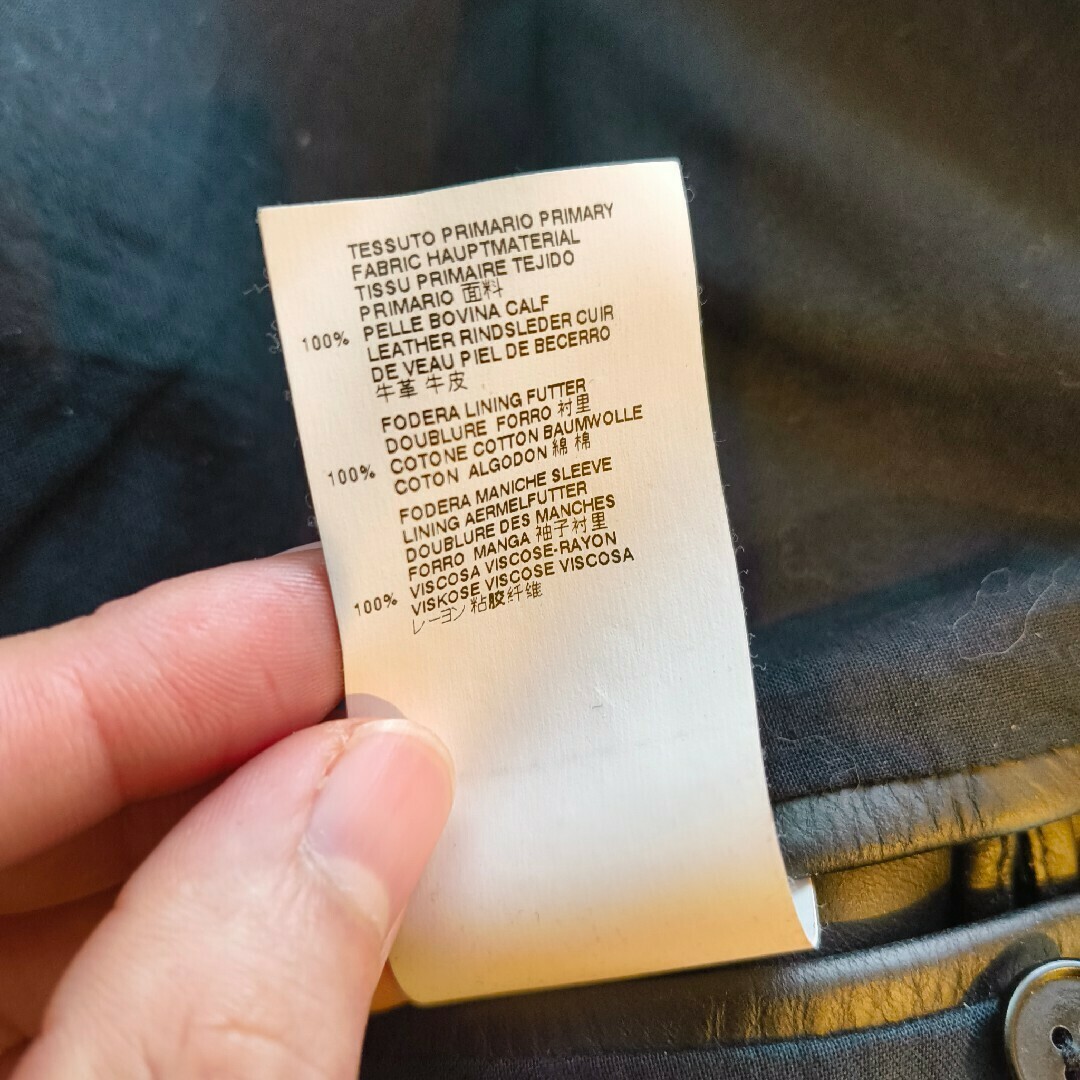 TESSUTO PRIMARIO PRIMARY
FABRIC HAUPTMATERIAL
TISSU PRIMAIRE TEJIDO
PRIMARIO 面料
100% PELLE BOVINA CALF
LEATHER RINDSLEDER CUIR
DE VEAU PIEL DE BECERRO
牛革 牛皮
FODERA LINING FUTTER
DOUBLURE FORRO 衬里
100% COTONE COTTON BAUMWOLLE
COTON ALGODON 綿 棉
FODERA MANICHE SLEEVE
LINING AERMELFUTTER
DOUBLURE DES MANCHES
FORRO MANGA 袖子衬里
100% VISCOSA VISCOSE-RAYON
VISKOSE VISCOSE VISCOSA
レーヨン 粘胶纤维